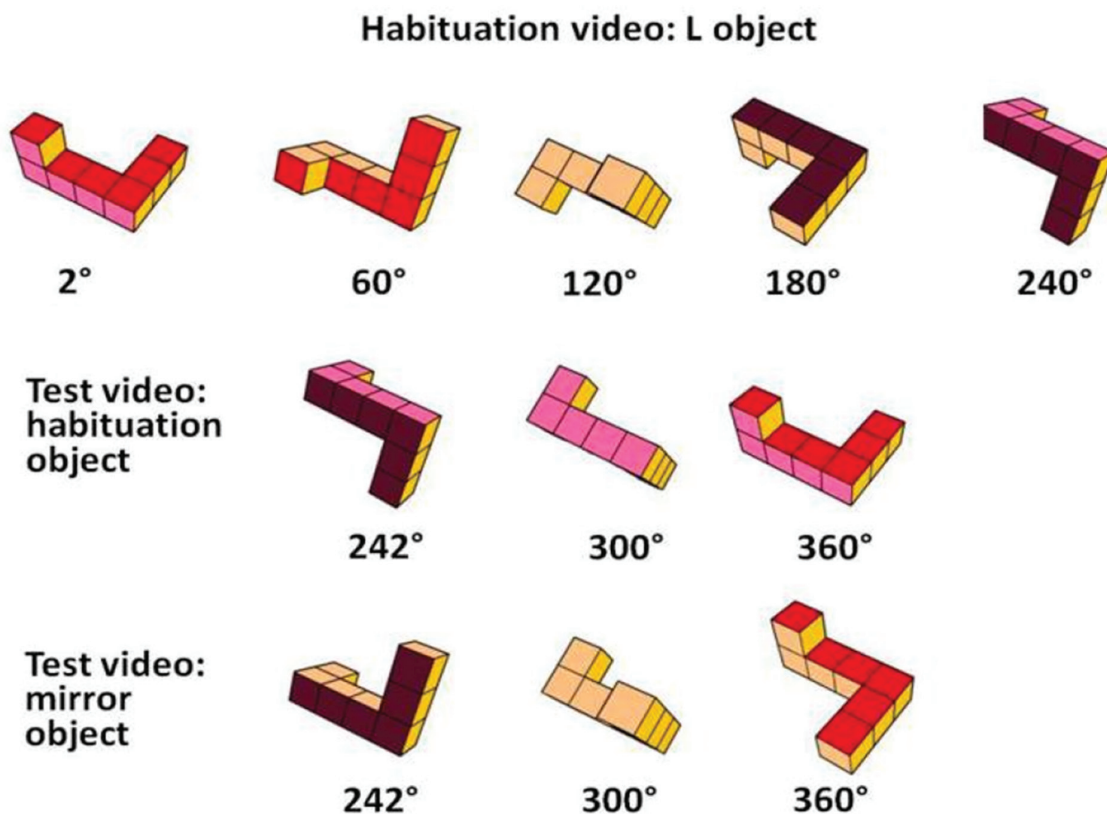 Habituation video: L object
2° 60° 120° 180° 240°
Test video:
habituation
object
242° 300° 360°
Test video:
mirror
object
242° 300° 360°